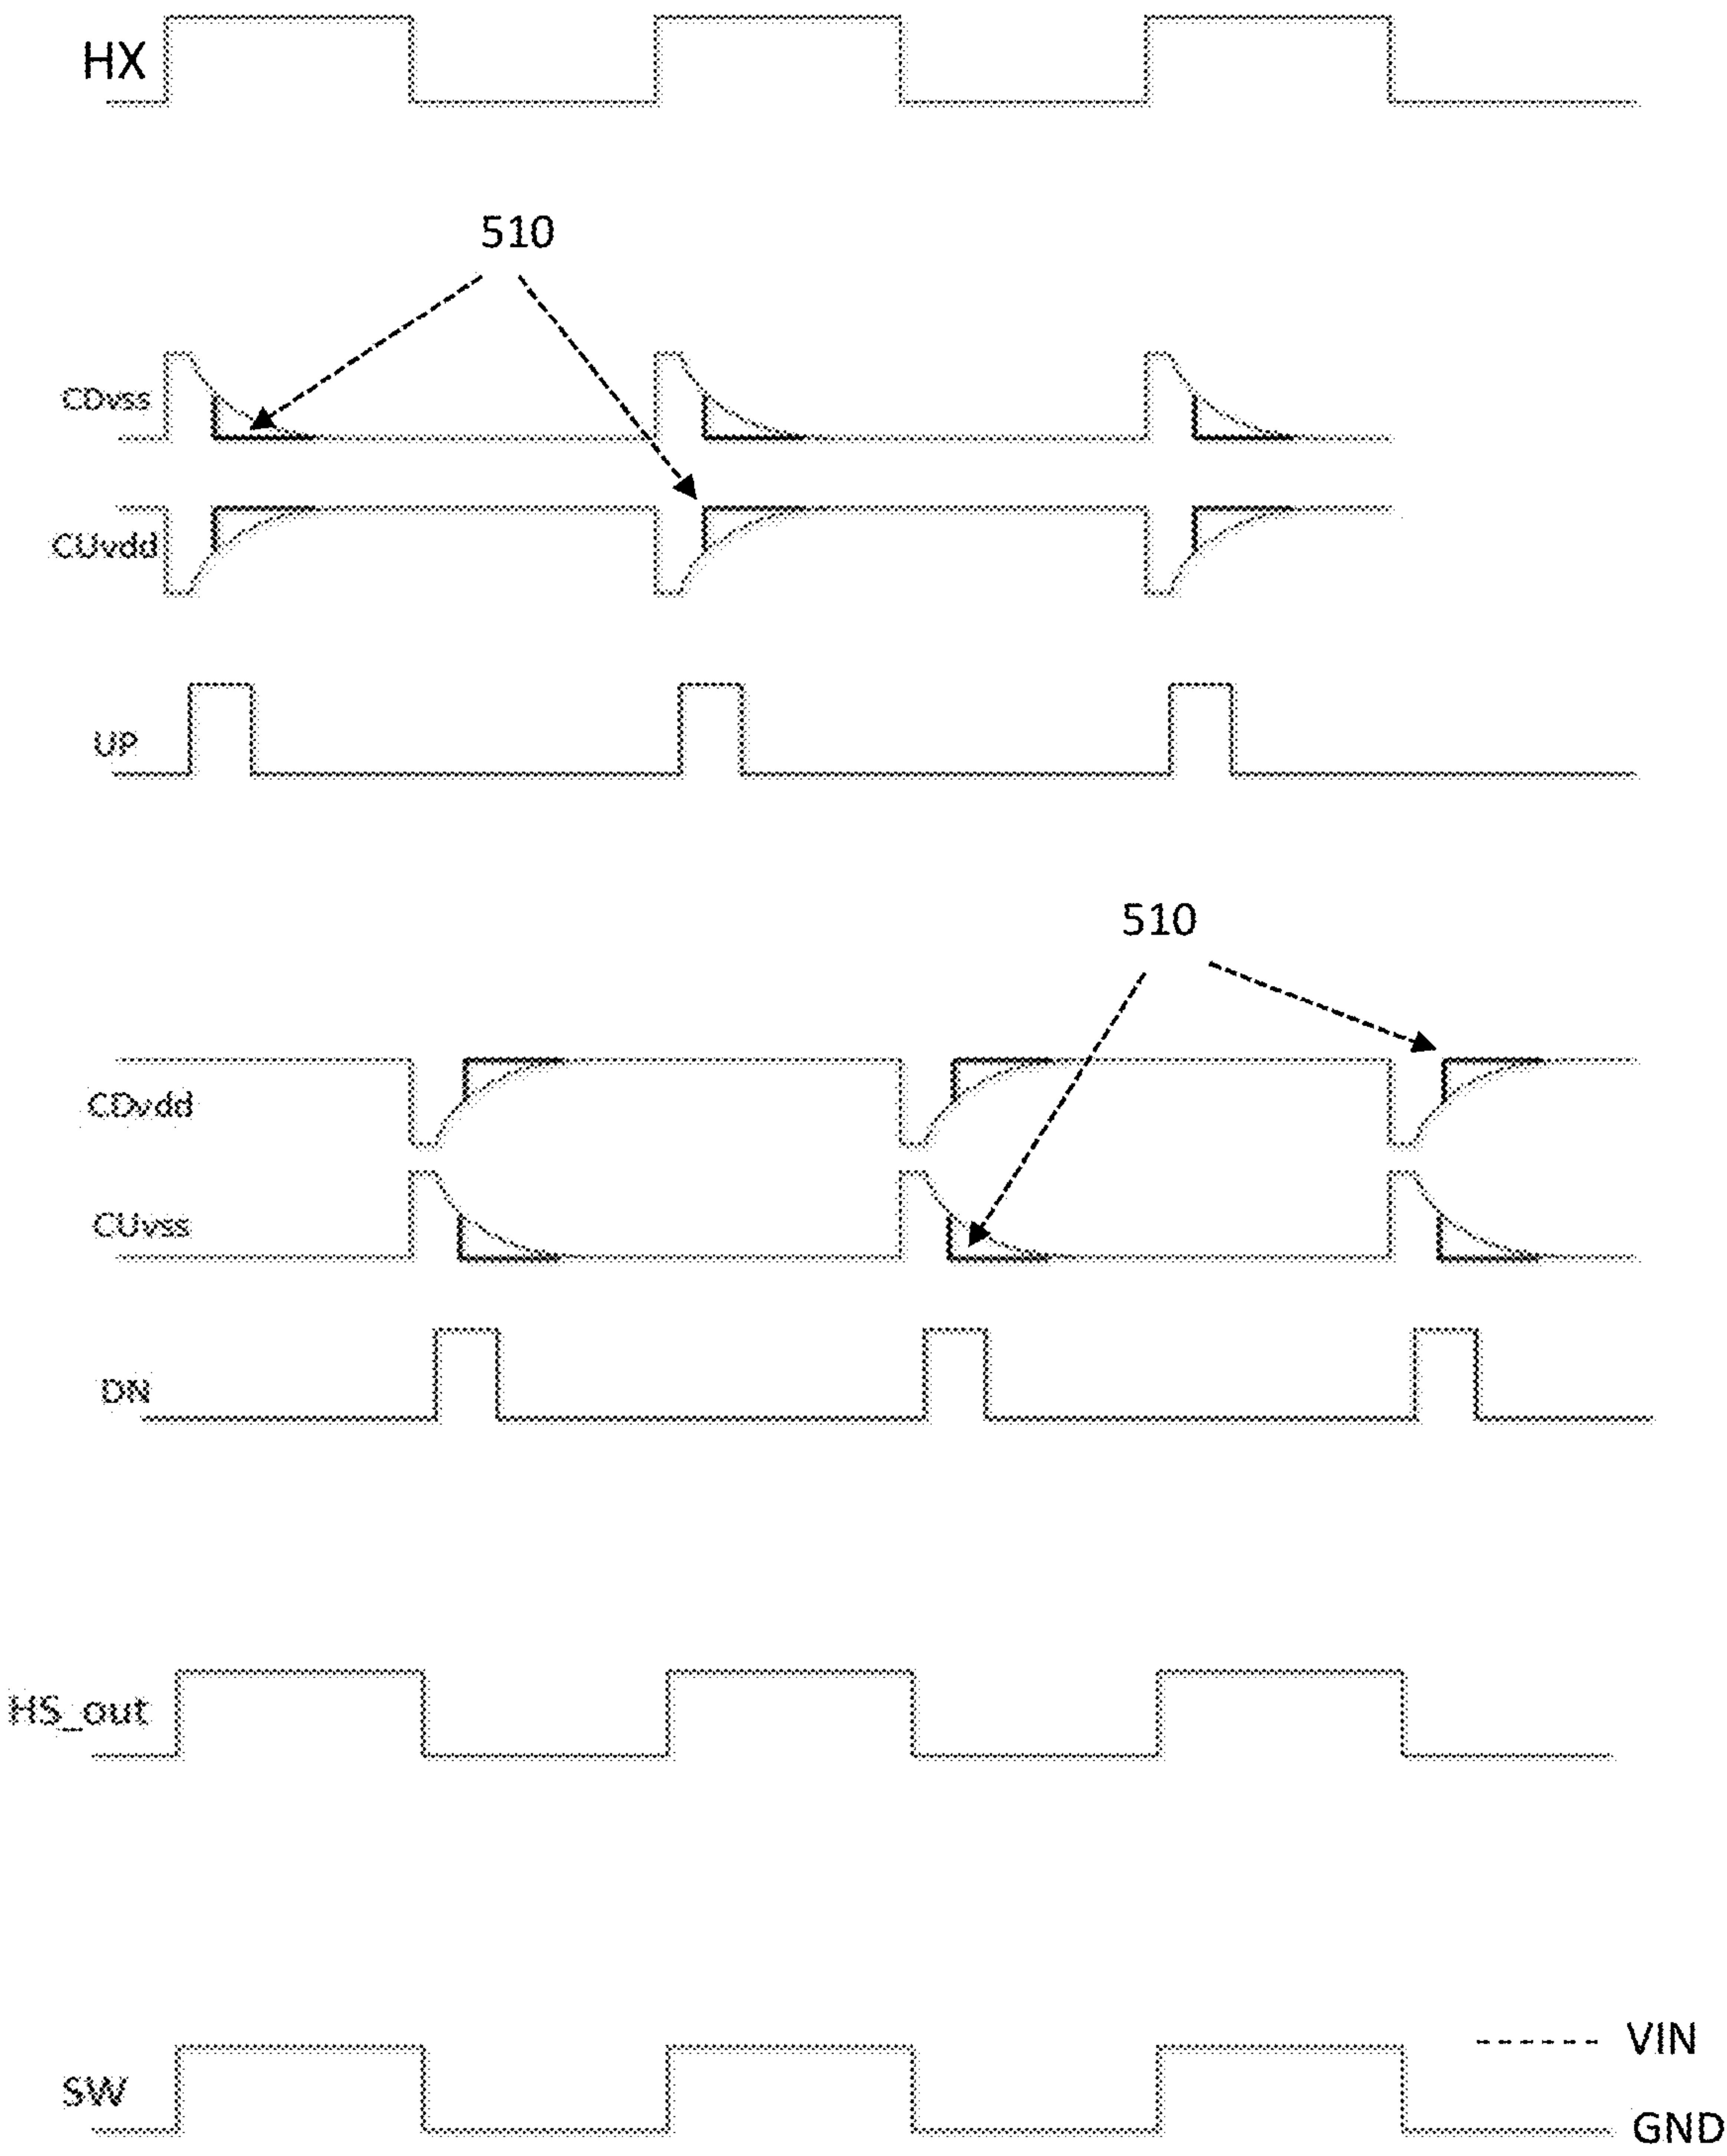 HX
510
CDvss
CUvdd
UP
510
CDvdd
CUvss
DN
HS_out
VIN
SW
GND